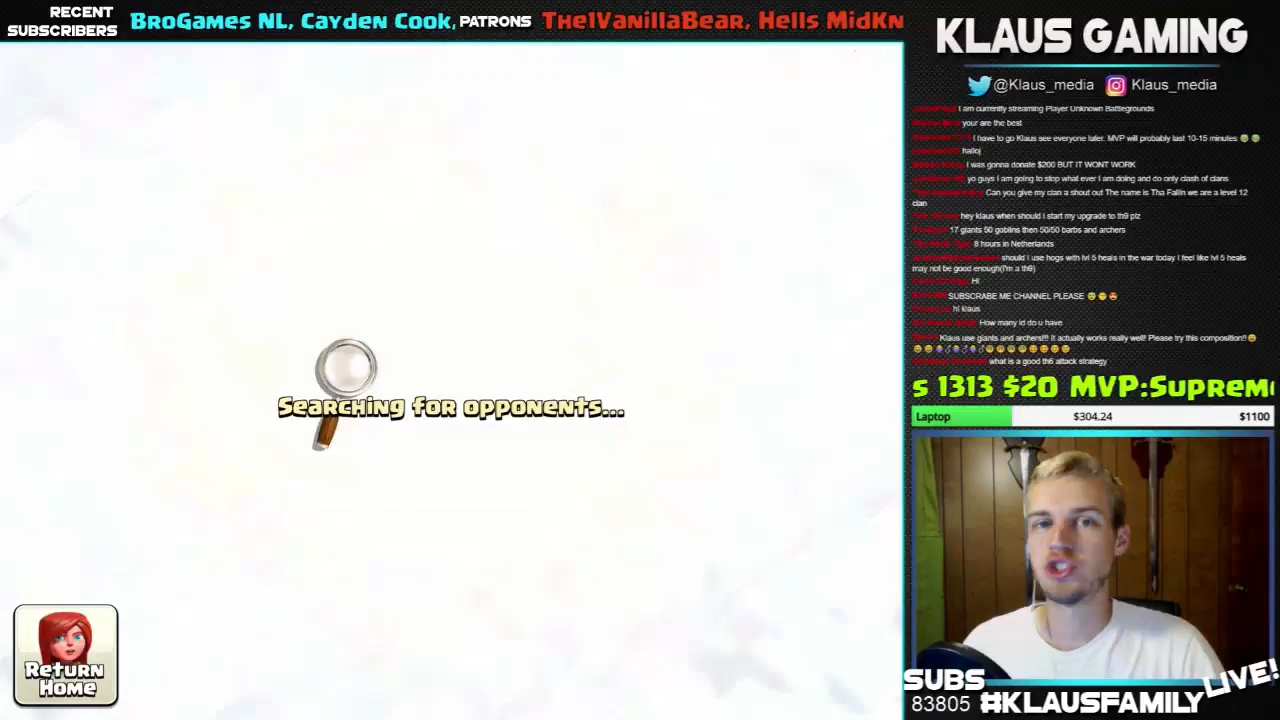 RECENT SUBSCRIBERS
BroGames NL, Cayden Cook,
PATRONS
The1VanillaBear, Hells MidKn
KLAUS GAMING
@Klaus_media
Klaus_media
I am currently streaming Player Unknown Battlegrounds
your are the best
I have to go Klaus see everyone later. MVP will probably last 10-15 minutes
halloj
I was gonna donate $200 BUT IT WONT WORK
yo guys I am going to stop what ever I am doing and do only clash of clans
Can you give my clan a shout out The name is Tha Fallin we are a level 12
clan
hey klaus when should i start my upgrade to th9 plz
17 giants 50 goblins then 50/50 barbs and archers
8 hours in Netherlands
should I use hogs with lvl 5 heals in the war today I feel like lvl 5 heals
may not be good enough(I'm a th9)
Hi
SUBSCRABE ME CHANNEL PLEASE
hi klaus
How many id do u have
Klaus use giants and archers!!! It actually works really well! Please try this composition!!
what is a good th6 attack strategy
s 1313 $20 MVP:Suprem
Laptop $304.24 $1100
Searching for opponents...
Return
Home
SUBS
83805
#KLAUSFAMILY
LIVE!